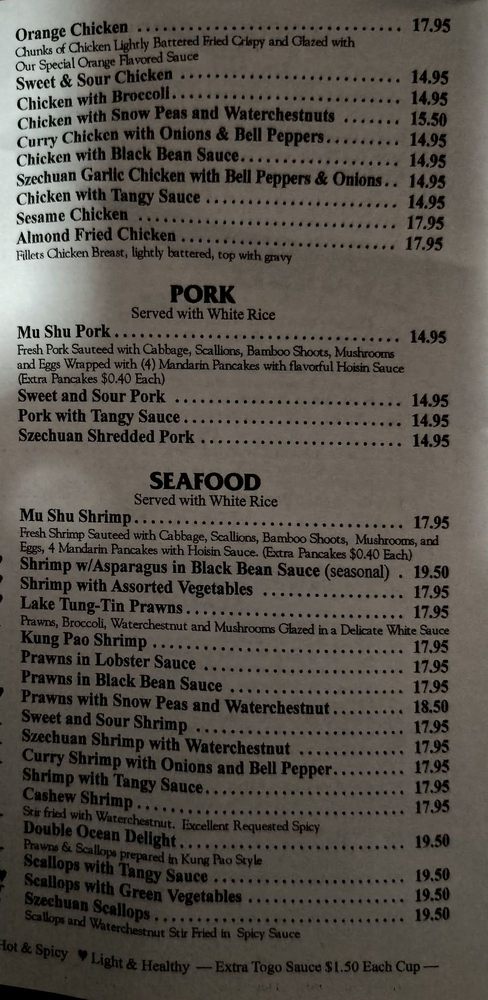 Orange Chicken 17.95
Chunks of Chicken Lightly Battered Fried Crispy and Glazed with
Our Special Orange Flavored Sauce
Sweet & Sour Chicken 14.95
Chicken with Broccoli 14.95
Chicken with Snow Peas and Waterchestnuts 15.50
Curry Chicken with Onions & Bell Peppers 14.95
Chicken with Black Bean Sauce 14.95
Szechuan Garlic Chicken with Bell Peppers & Onions 14.95
Chicken with Tangy Sauce 14.95
Sesame Chicken 17.95
Almond Fried Chicken 17.95
Fillets Chicken Breast, lightly battered, top with gravy
PORK
Served with White Rice
Mu Shu Pork 14.95
Fresh Pork Sauteed with Cabbage, Scallions, Bamboo Shoots, Mushrooms
and Eggs Wrapped with (4) Mandarin Pancakes with flavorful Hoisin Sauce
(Extra Pancakes $0.40 Each)
Sweet and Sour Pork 14.95
Pork with Tangy Sauce 14.95
Szechuan Shredded Pork 14.95
SEAFOOD
Served with White Rice
Mu Shu Shrimp 17.95
Fresh Shrimp Sauteed with Cabbage, Scallions, Bamboo Shoots, Mushrooms, and
Eggs, 4 Mandarin Pancakes with Hoisin Sauce. (Extra Pancakes $0.40 Each)
Shrimp w/Asparagus in Black Bean Sauce (seasonal) . 19.50
Shrimp with Assorted Vegetables 17.95
Lake Tung-Tin Prawns 17.95
Prawns, Broccoli, Waterchestnut and Mushrooms Glazed in a Delicate White Sauce
Kung Pao Shrimp 17.95
Prawns in Lobster Sauce 17.95
Prawns in Black Bean Sauce 17.95
Prawns with Snow Peas and Waterchestnut 18.50
Sweet and Sour Shrimp 17.95
Szechuan Shrimp with Waterchestnut 17.95
Curry Shrimp with Onions and Bell Pepper 17.95
Shrimp with Tangy Sauce 17.95
Cashew Shrimp 17.95
Stir fried with Waterchestnut. Excellent Requested Spicy
Double Ocean Delight 19.50
Prawns & Scallops prepared in Kung Pao Style
Scallops with Tangy Sauce 19.50
Scallops with Green Vegetables 19.50
Szechuan Scallops 19.50
Scallops and Waterchestnut Stir Fried in Spicy Sauce
Hot & Spicy ♥ Light & Healthy — Extra Togo Sauce $1.50 Each Cup —